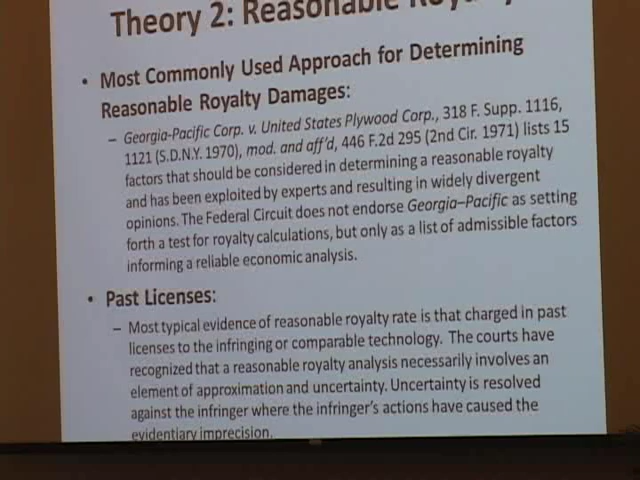 Theory 2: Reasonable Royalty
• Most Commonly Used Approach for Determining
Reasonable Royalty Damages:
– Georgia-Pacific Corp. v. United States Plywood Corp., 318 F. Supp. 1116,
1121 (S.D.N.Y. 1970), mod. and aff'd, 446 F.2d 295 (2nd Cir. 1971) lists 15
factors that should be considered in determining a reasonable royalty
and has been exploited by experts and resulting in widely divergent
opinions. The Federal Circuit does not endorse Georgia–Pacific as setting
forth a test for royalty calculations, but only as a list of admissible factors
informing a reliable economic analysis.
• Past Licenses:
– Most typical evidence of reasonable royalty rate is that charged in past
licenses to the infringing or comparable technology. The courts have
recognized that a reasonable royalty analysis necessarily involves an
element of approximation and uncertainty. Uncertainty is resolved
against the infringer where the infringer's actions have caused the
evidentiary imprecision.